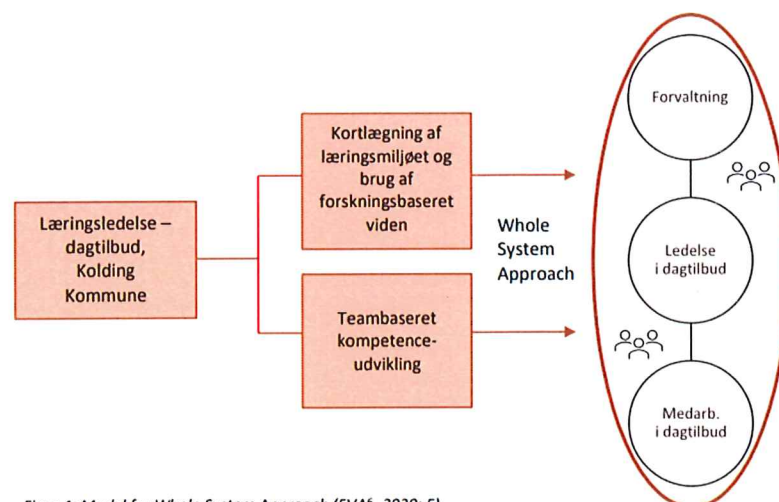 Læringsledelse –
dagtilbud,
Kolding
Kommune
Kortlægning af
læringsmiljøet og
brug af
forskningsbaseret
viden
Teambaseret
kompetence-
udvikling
Whole
System
Approach
Forvaltning
Ledelse
i dagtilbud
Medarb.
i dagtilbud